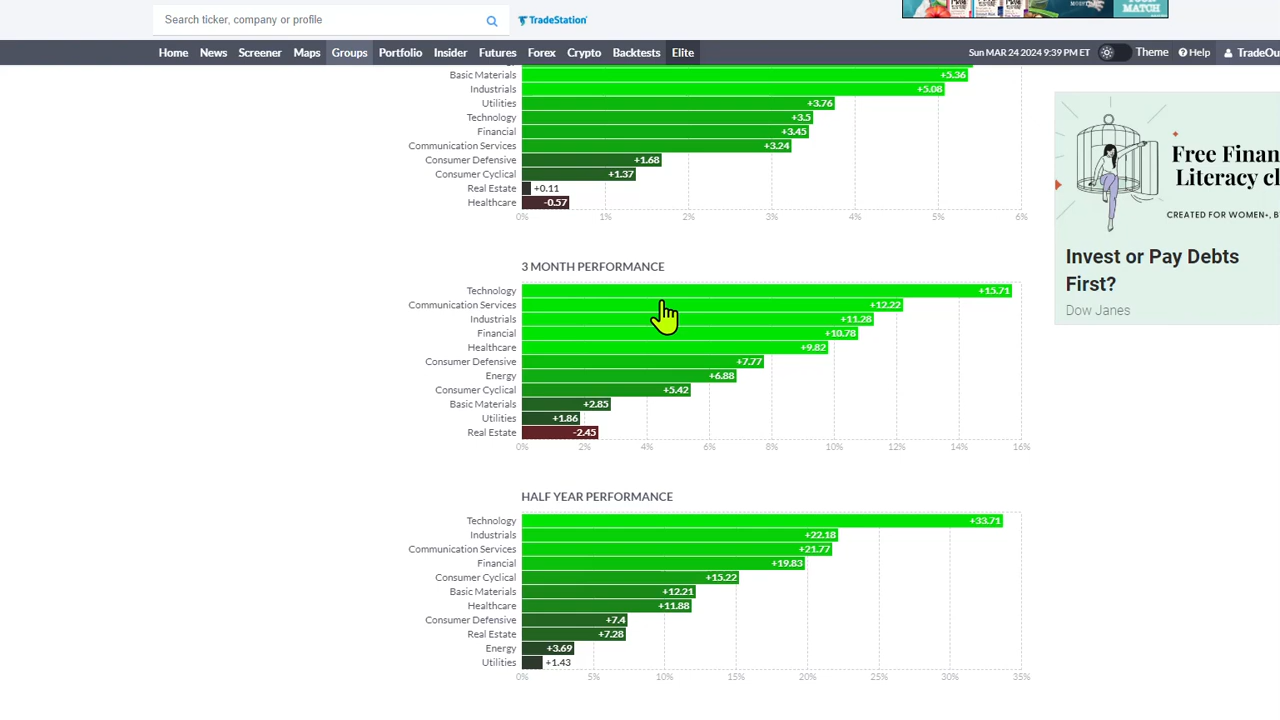 YOUR
MATCH
Search ticker, company or profile
TradeStation
Home News Screener Maps Groups Portfolio Insider Futures Forex Crypto Backtests Elite Sun MAR 24 2024 9:39 PM ET Theme Help TradeOu
Basic Materials +5.36
Industrials +5.08
Utilities +3.76
Technology +3.5
Financial +3.45
Communication Services +3.24
Consumer Defensive +1.68
Consumer Cyclical +1.37
Real Estate +0.11
Healthcare -0.57
0% 1% 2% 3% 4% 5% 6%
3 MONTH PERFORMANCE
Technology +15.71
Communication Services +12.22
Industrials +11.28
Financial +10.78
Healthcare +9.82
Consumer Defensive +7.77
Energy +6.88
Consumer Cyclical +5.42
Basic Materials +2.85
Utilities +1.86
Real Estate -2.45
0% 2% 4% 6% 8% 10% 12% 14% 16%
HALF YEAR PERFORMANCE
Technology +33.71
Industrials +22.18
Communication Services +21.77
Financial +19.83
Consumer Cyclical +15.22
Basic Materials +12.21
Healthcare +11.88
Consumer Defensive +7.4
Real Estate +7.28
Energy +3.69
Utilities +1.43
0% 5% 10% 15% 20% 25% 30% 35%
Free Finan
Literacy cl
CREATED FOR WOMEN+, B
Invest or Pay Debts
First?
Dow Janes